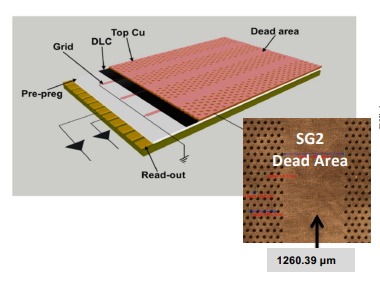 Top Cu
Dead area
DLC
Grid
Pre-preg
Read-out
SG2
Dead Area
1260.39 µm